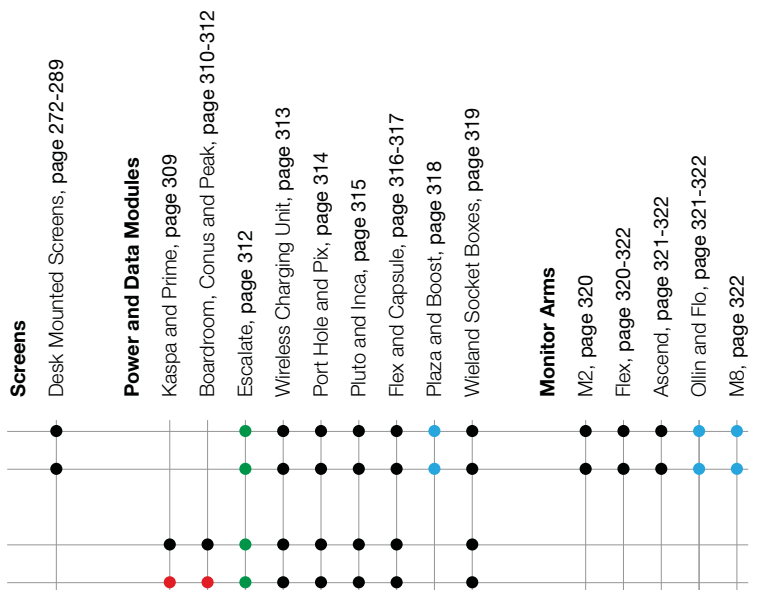 Screens
Desk Mounted Screens, page 272-289
Power and Data Modules
Kaspa and Prime, page 309
Boardroom, Conus and Peak, page 310-312
Escalate, page 312
Wireless Charging Unit, page 313
Port Hole and Pix, page 314
Pluto and Inca, page 315
Flex and Capsule, page 316-317
Plaza and Boost, page 318
Wieland Socket Boxes, page 319
Monitor Arms
M2, page 320
Flex, page 320-322
Ascend, page 321-322
Ollin and Flo, page 321-322
M8, page 322